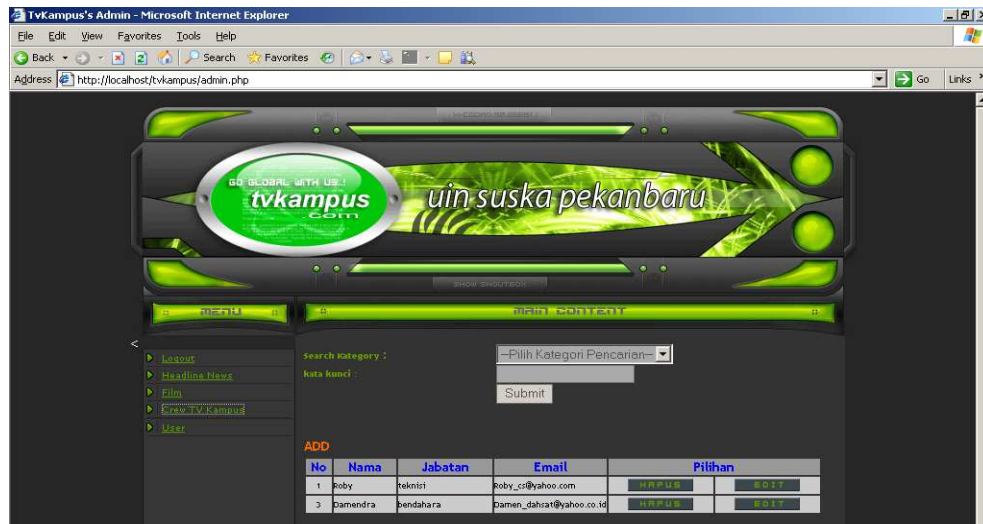 TvKampus's Admin - Microsoft Internet Explorer
File Edit View Favorites Tools Help
Back Search Favorites
Address http://localhost/tvkampus/admin.php Go Links
GO GLOBAL WITH US..!
tvkampus
.com
uin suska pekanbaru
SHOW SHOUTBOX
MENU
MAIN CONTENT
<
Logout
Headline News
Film
Crew TV Kampus
User
Search Kategory :
--Pilih Kategori Pencarian--
kata kunci :
Submit
ADD
No Nama Jabatan Email Pilihan
1 Roby teknisi Roby_cs@yahoo.com HAPUS EDIT
3 Damendra bendahara Damen_dahsat@yahoo.co.id HAPUS EDIT